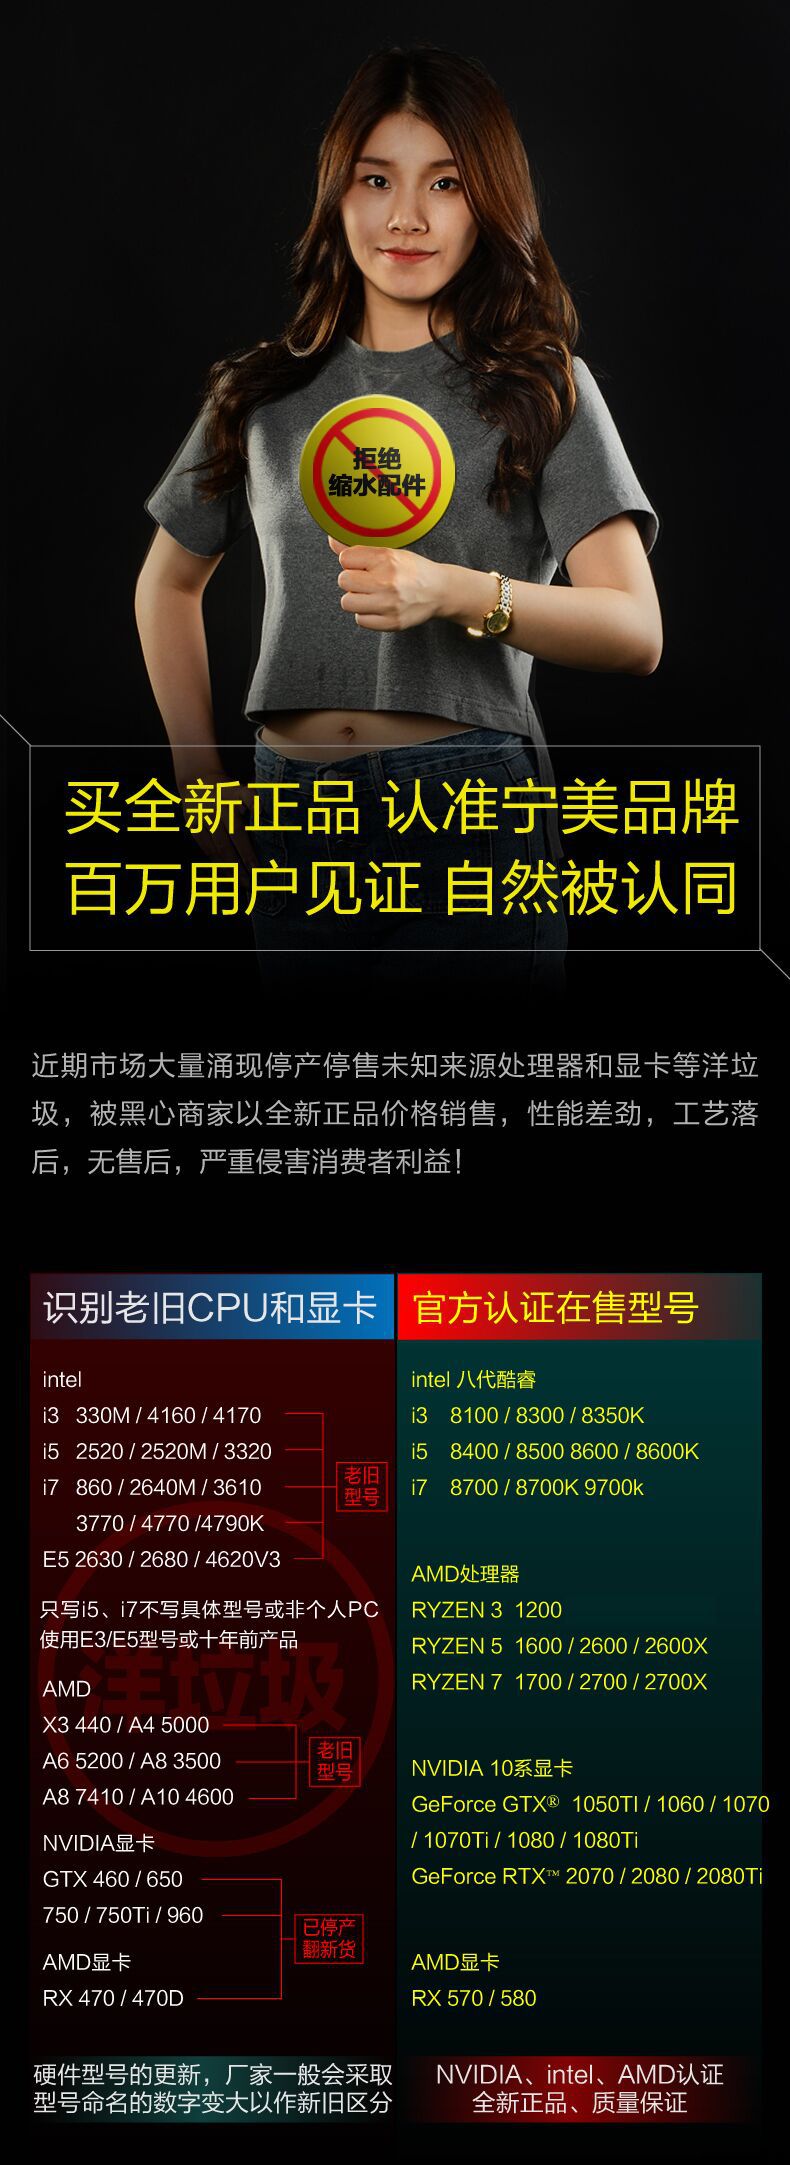 拒绝
缩水配件
买全新正品 认准宁美品牌
百万用户见证 自然被认同
近期市场大量涌现停产停售未知来源处理器和显卡等洋垃
圾，被黑心商家以全新正品价格销售，性能差劲，工艺落
后，无售后，严重侵害消费者利益！
识别老旧CPU和显卡
intel
i3 330M / 4160 / 4170
i5 2520 / 2520M / 3320
i7 860 / 2640M / 3610
3770 / 4770 /4790K
E5 2630 / 2680 / 4620V3
老旧
型号
只写i5、i7不写具体型号或非个人PC
使用E3/E5型号或十年前产品
洋垃圾
AMD
X3 440 / A4 5000
A6 5200 / A8 3500
A8 7410 / A10 4600
老旧
型号
NVIDIA显卡
GTX 460 / 650
750 / 750Ti / 960
AMD显卡
RX 470 / 470D
已停产
翻新货
硬件型号的更新，厂家一般会采取
型号命名的数字变大以作新旧区分
官方认证在售型号
intel 八代酷睿
i3 8100 / 8300 / 8350K
i5 8400 / 8500 8600 / 8600K
i7 8700 / 8700K 9700k
AMD处理器
RYZEN 3 1200
RYZEN 5 1600 / 2600 / 2600X
RYZEN 7 1700 / 2700 / 2700X
NVIDIA 10系显卡
GeForce GTX® 1050TI / 1060 / 1070
/ 1070Ti / 1080 / 1080Ti
GeForce RTX™ 2070 / 2080 / 2080Ti
AMD显卡
RX 570 / 580
NVIDIA、intel、AMD认证
全新正品、质量保证